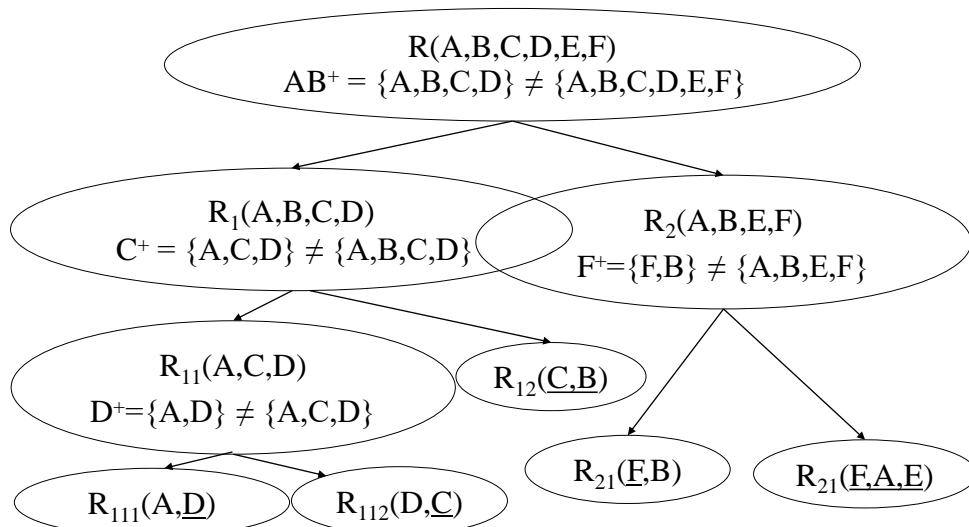 R(A,B,C,D,E,F)
AB⁺ = {A,B,C,D} ≠ {A,B,C,D,E,F}
R₁(A,B,C,D)
C⁺ = {A,C,D} ≠ {A,B,C,D}
R₂(A,B,E,F)
F⁺={F,B} ≠ {A,B,E,F}
R₁₁(A,C,D)
D⁺={A,D} ≠ {A,C,D}
R₁₂(C,B)
R₂₁(F,B)
R₂₁(F,A,E)
R₁₁₁(A,D)
R₁₁₂(D,C)